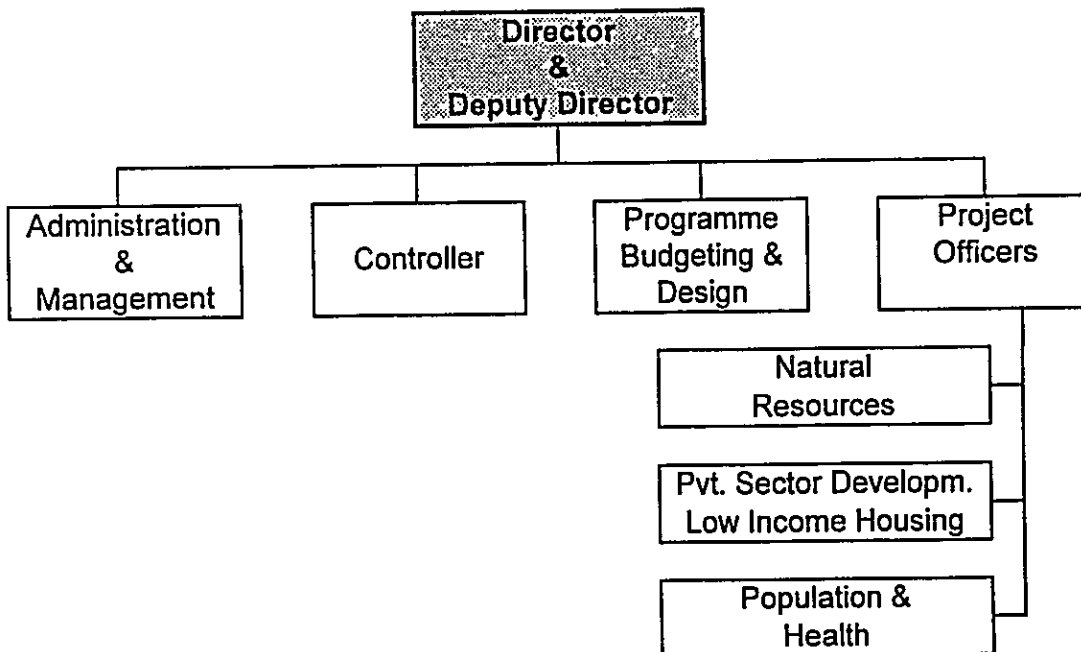 Director
&
Deputy Director
Administration
&
Management
Controller
Programme
Budgeting &
Design
Project
Officers
Natural
Resources
Pvt. Sector Developm.
Low Income Housing
Population &
Health